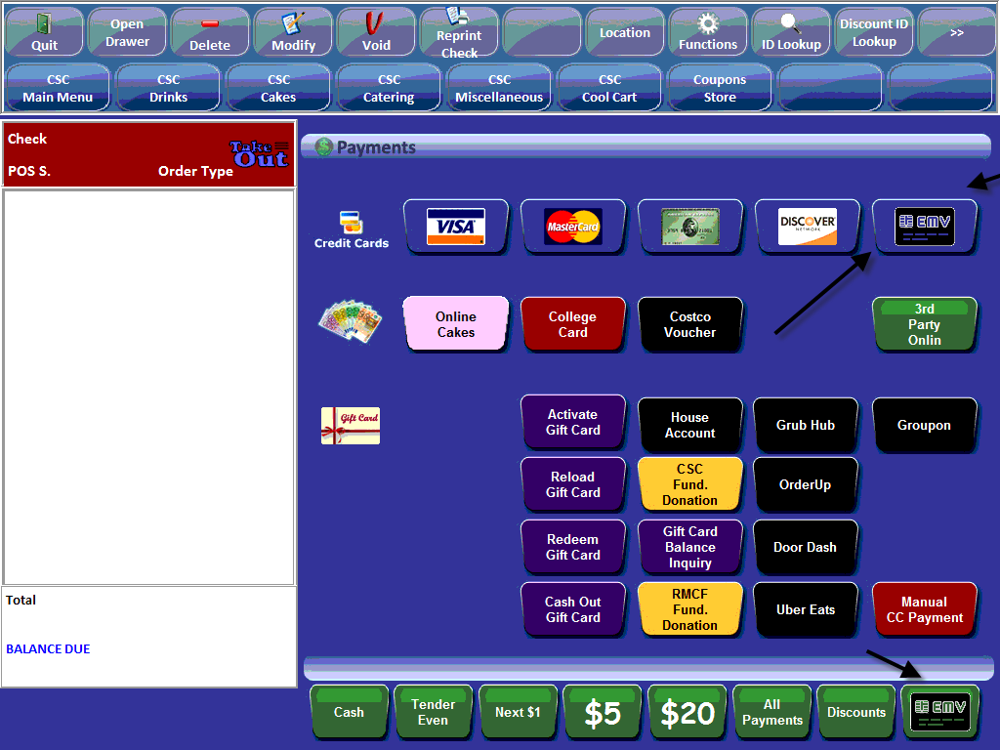 Quit
Open
Drawer
Delete
Modify
Void
Reprint
Check
Location
Functions
ID Lookup
Discount ID
Lookup
>>
CSC
Main Menu
CSC
Drinks
CSC
Cakes
CSC
Catering
CSC
Miscellaneous
CSC
Cool Cart
Coupons
Store
Check
Take
Out
POS S.
Order Type
Payments
Credit Cards
VISA
MasterCard
DISCOVER
NETWORK
EMV
Online
Cakes
College
Card
Costco
Voucher
3rd
Party
Onlin
Gift Card
Activate
Gift Card
House
Account
Grub Hub
Groupon
Reload
Gift Card
CSC
Fund.
Donation
OrderUp
Redeem
Gift Card
Gift Card
Balance
Inquiry
Door Dash
Cash Out
Gift Card
RMCF
Fund.
Donation
Uber Eats
Manual
CC Payment
Total
BALANCE DUE
Cash
Tender
Even
Next $1
$5
$20
All
Payments
Discounts
EMV